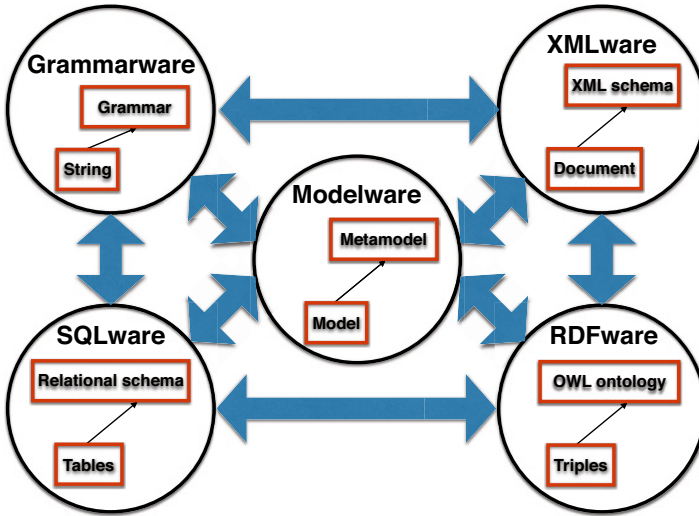 Grammarware
Grammar
String
XMLware
XML schema
Document
Modelware
Metamodel
Model
SQLware
Relational schema
Tables
RDFware
OWL ontology
Triples